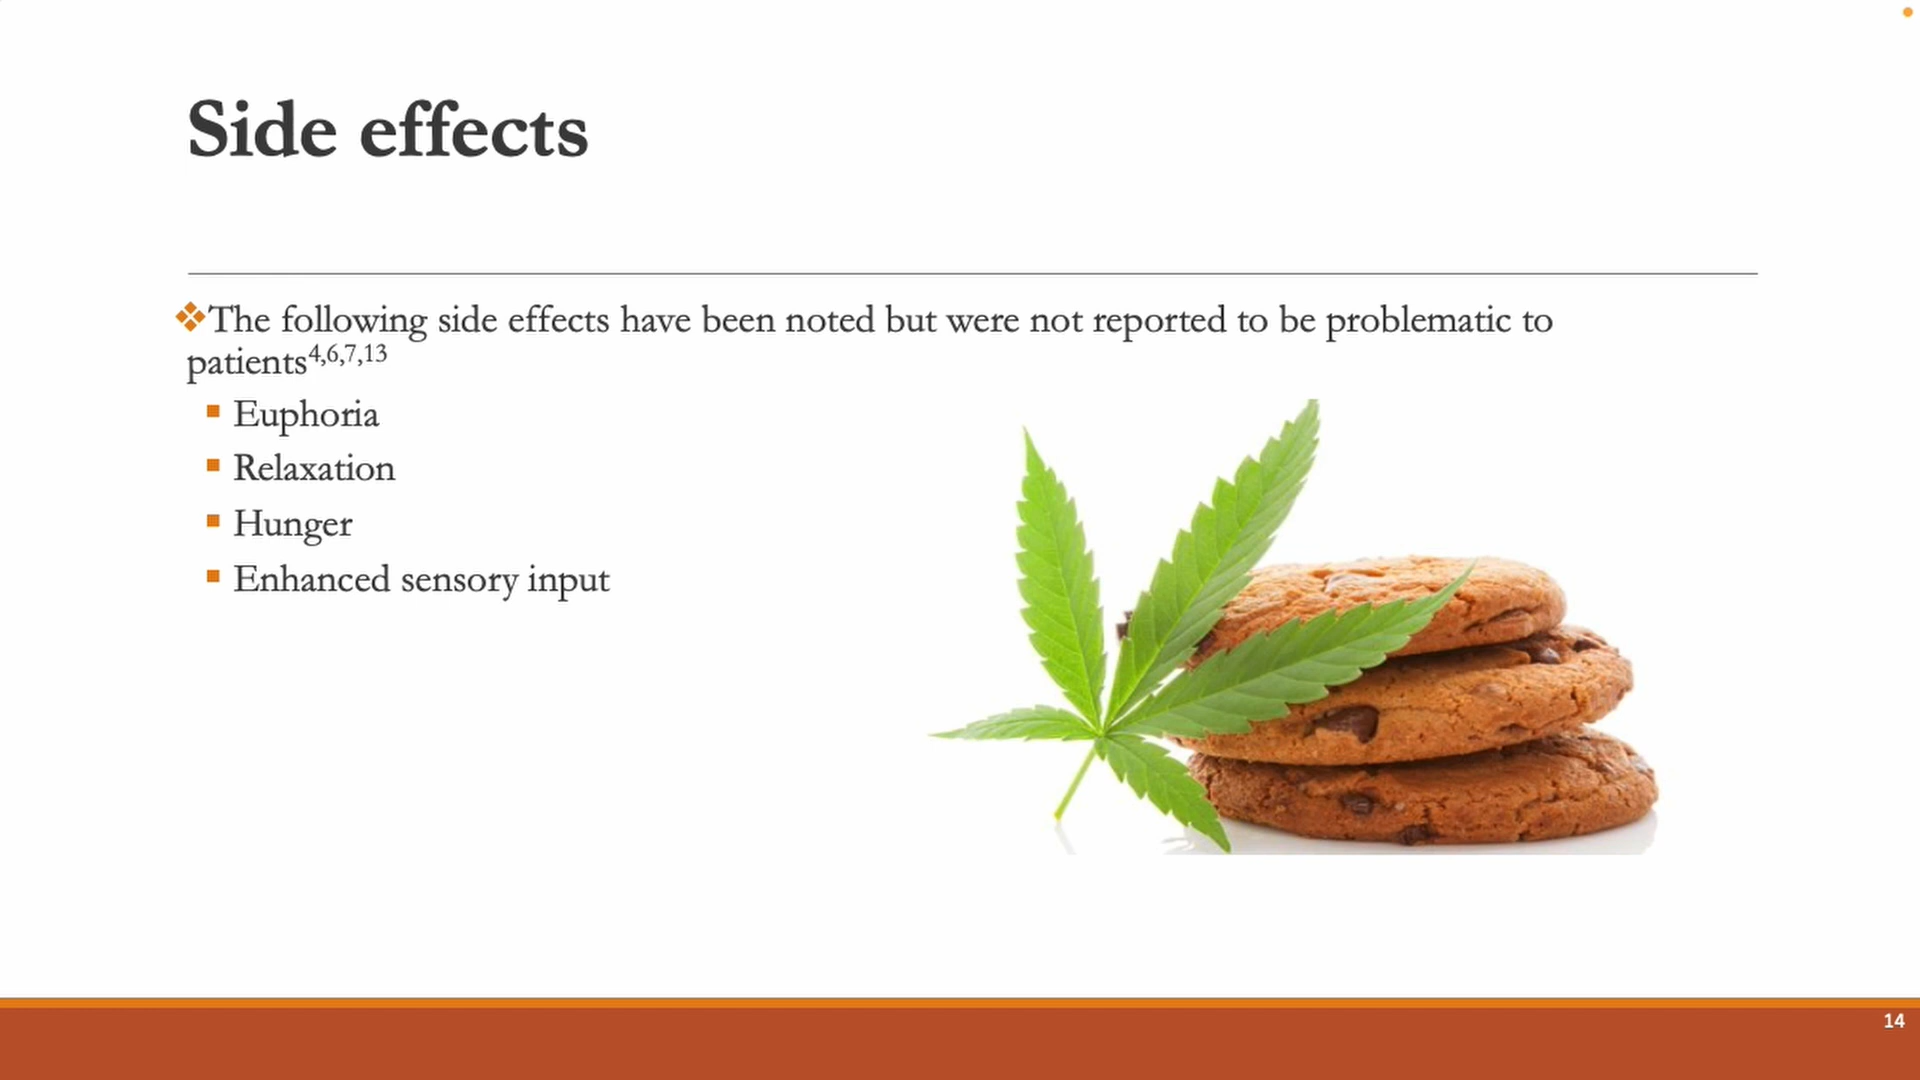 Side effects
❖The following side effects have been noted but were not reported to be problematic to
patients4,6,7,13
▪ Euphoria
▪ Relaxation
▪ Hunger
▪ Enhanced sensory input
14